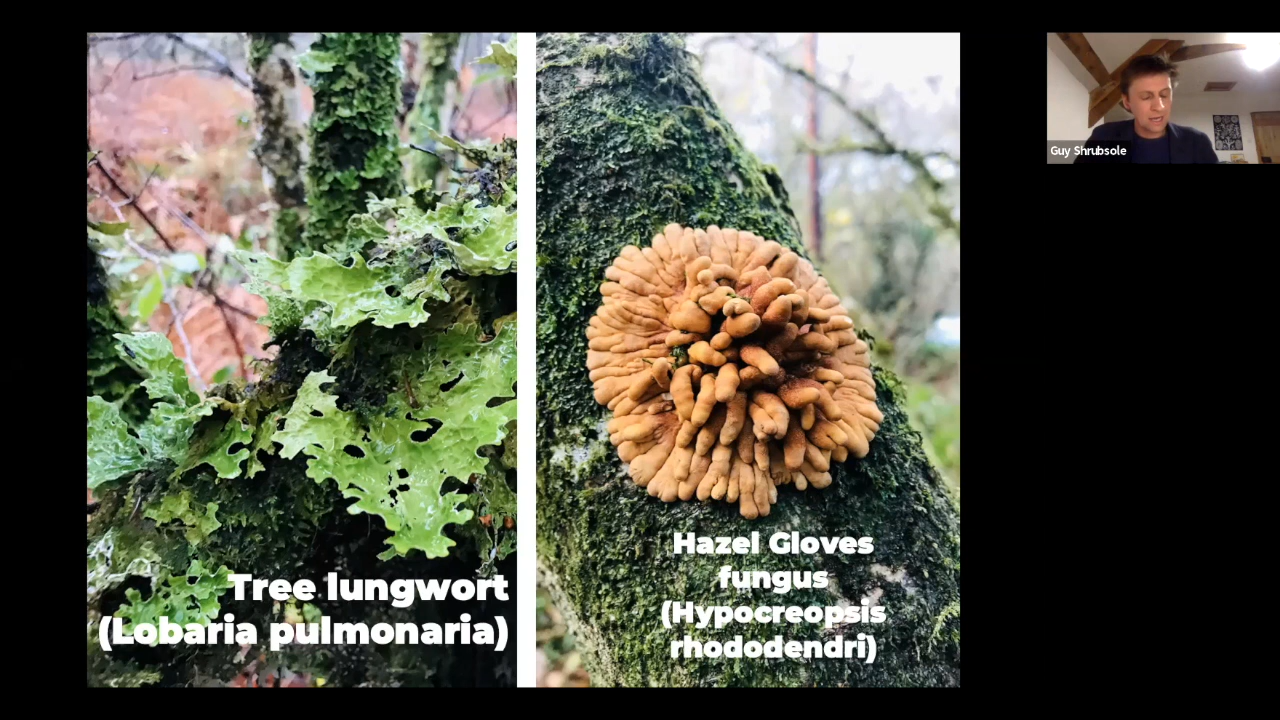 Tree lungwort
(Lobaria pulmonaria)
Hazel Gloves
fungus
(Hypocreopsis
rhododendri)
Guy Shrubsole